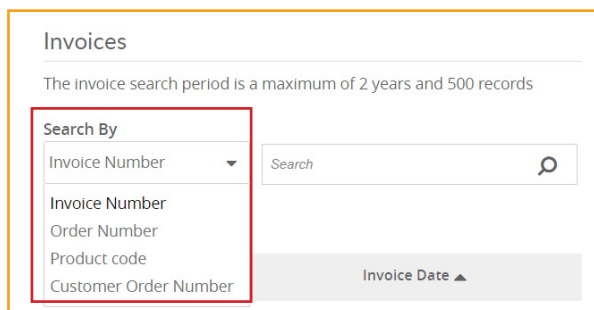 Invoices
The invoice search period is a maximum of 2 years and 500 records
Search By
Invoice Number
Search
Invoice Number
Order Number
Product code
Customer Order Number
Invoice Date